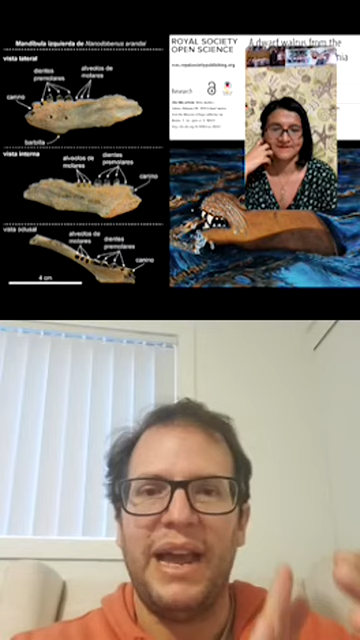 Mandíbula izquierda de Nanodobenus arandai
vista lateral
dientes
premolares
alveolos de
molares
canino
barbilla
vista interna
alveolos de
molares
dientes
premolares
canino
vista oclusal
alveolos de
molares
dientes
premolares
canino
4 cm
ROYAL SOCIETY
OPEN SCIENCE
A dwarf walrus from the
Research